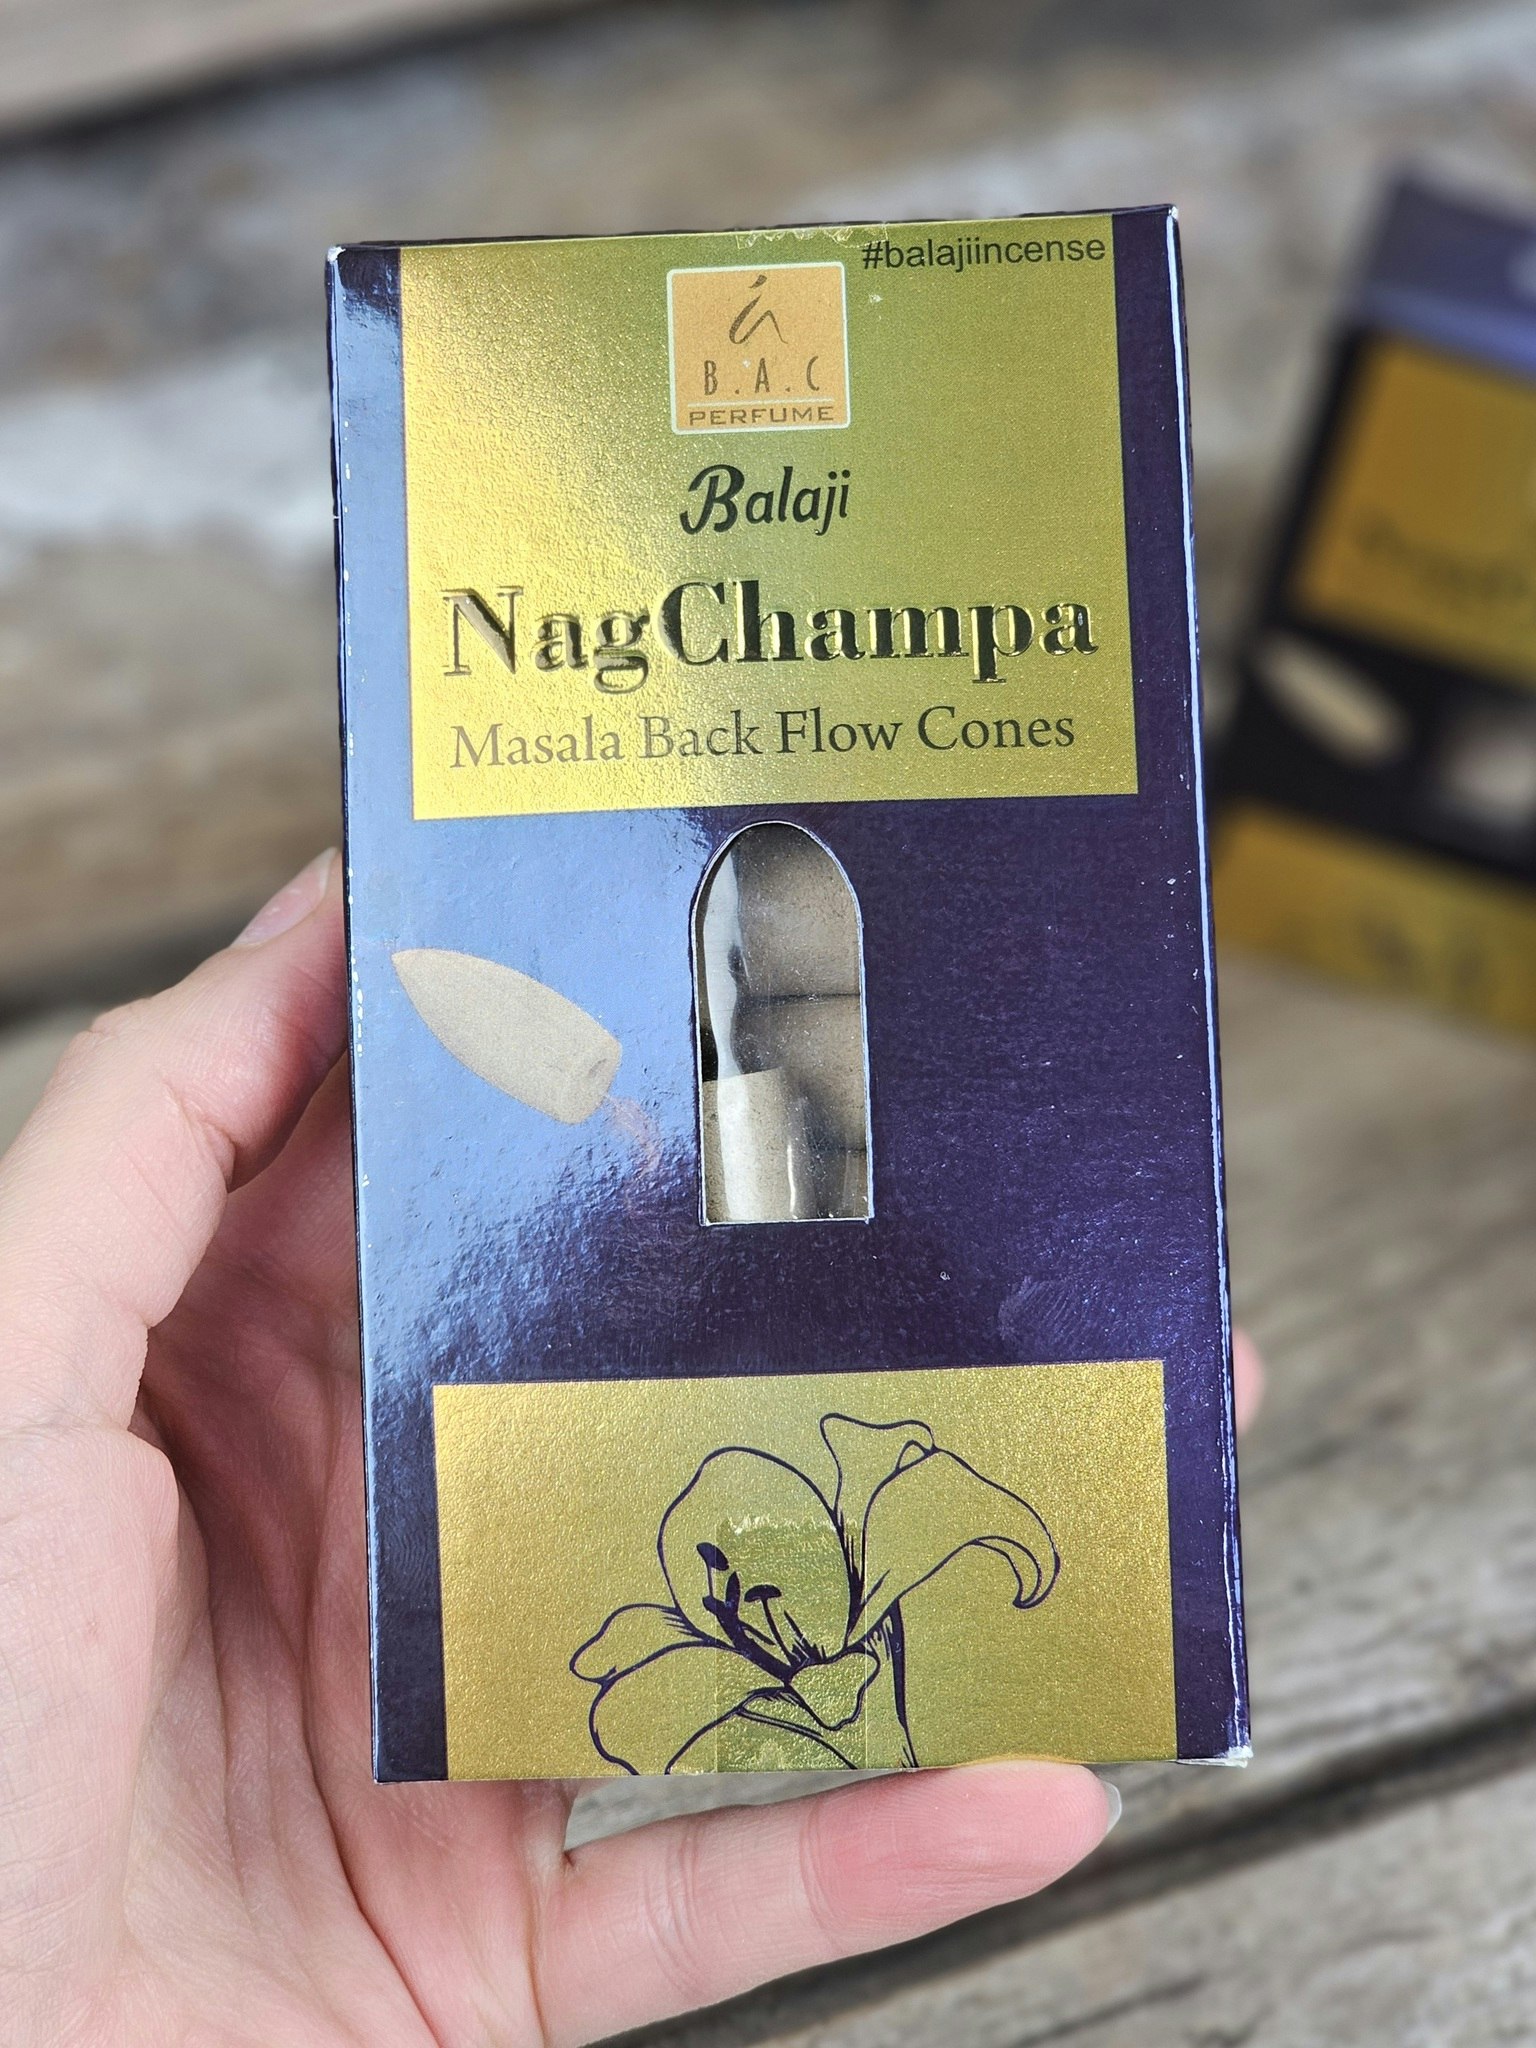 #balajiincense
B.A.C
PERFUME
Balaji
NagChampa
Masala Back Flow Cones